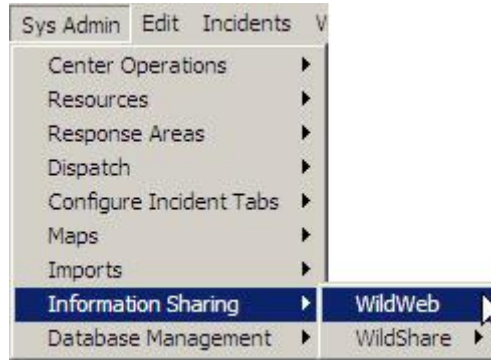 Sys Admin Edit Incidents
Center Operations
Resources
Response Areas
Dispatch
Configure Incident Tabs
Maps
Imports
Information Sharing WildWeb
Database Management WildShare